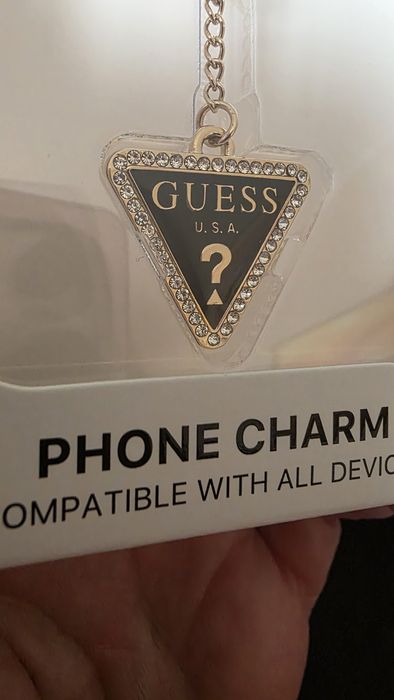 GUESS
U.S.A.
?
PHONE CHARM
OMPATIBLE WITH ALL DEVIC